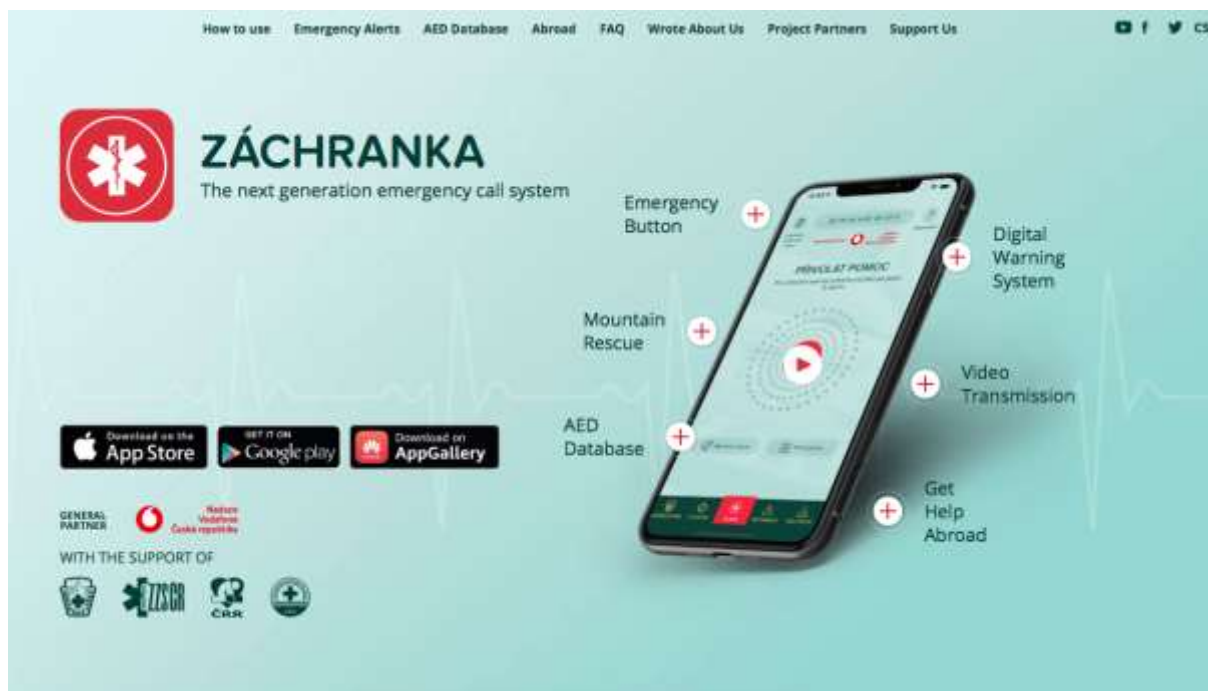 How to use Emergency Alerts AED Database Abroad FAQ Wrote About Us Project Partners Support Us CS
ZÁCHRANKA
The next generation emergency call system
Emergency
Button
Digital
Warning
System
PŘIVOLAT POMOC
Mountain
Rescue
Video
Transmission
AED
Database
Download on the
App Store
GET IT ON
Google play
Download on
AppGallery
Get
Help
Abroad
GENERAL
PARTNER
Nadace
Vodafone
Česká republika
WITH THE SUPPORT OF
ZZSCR
ČRR